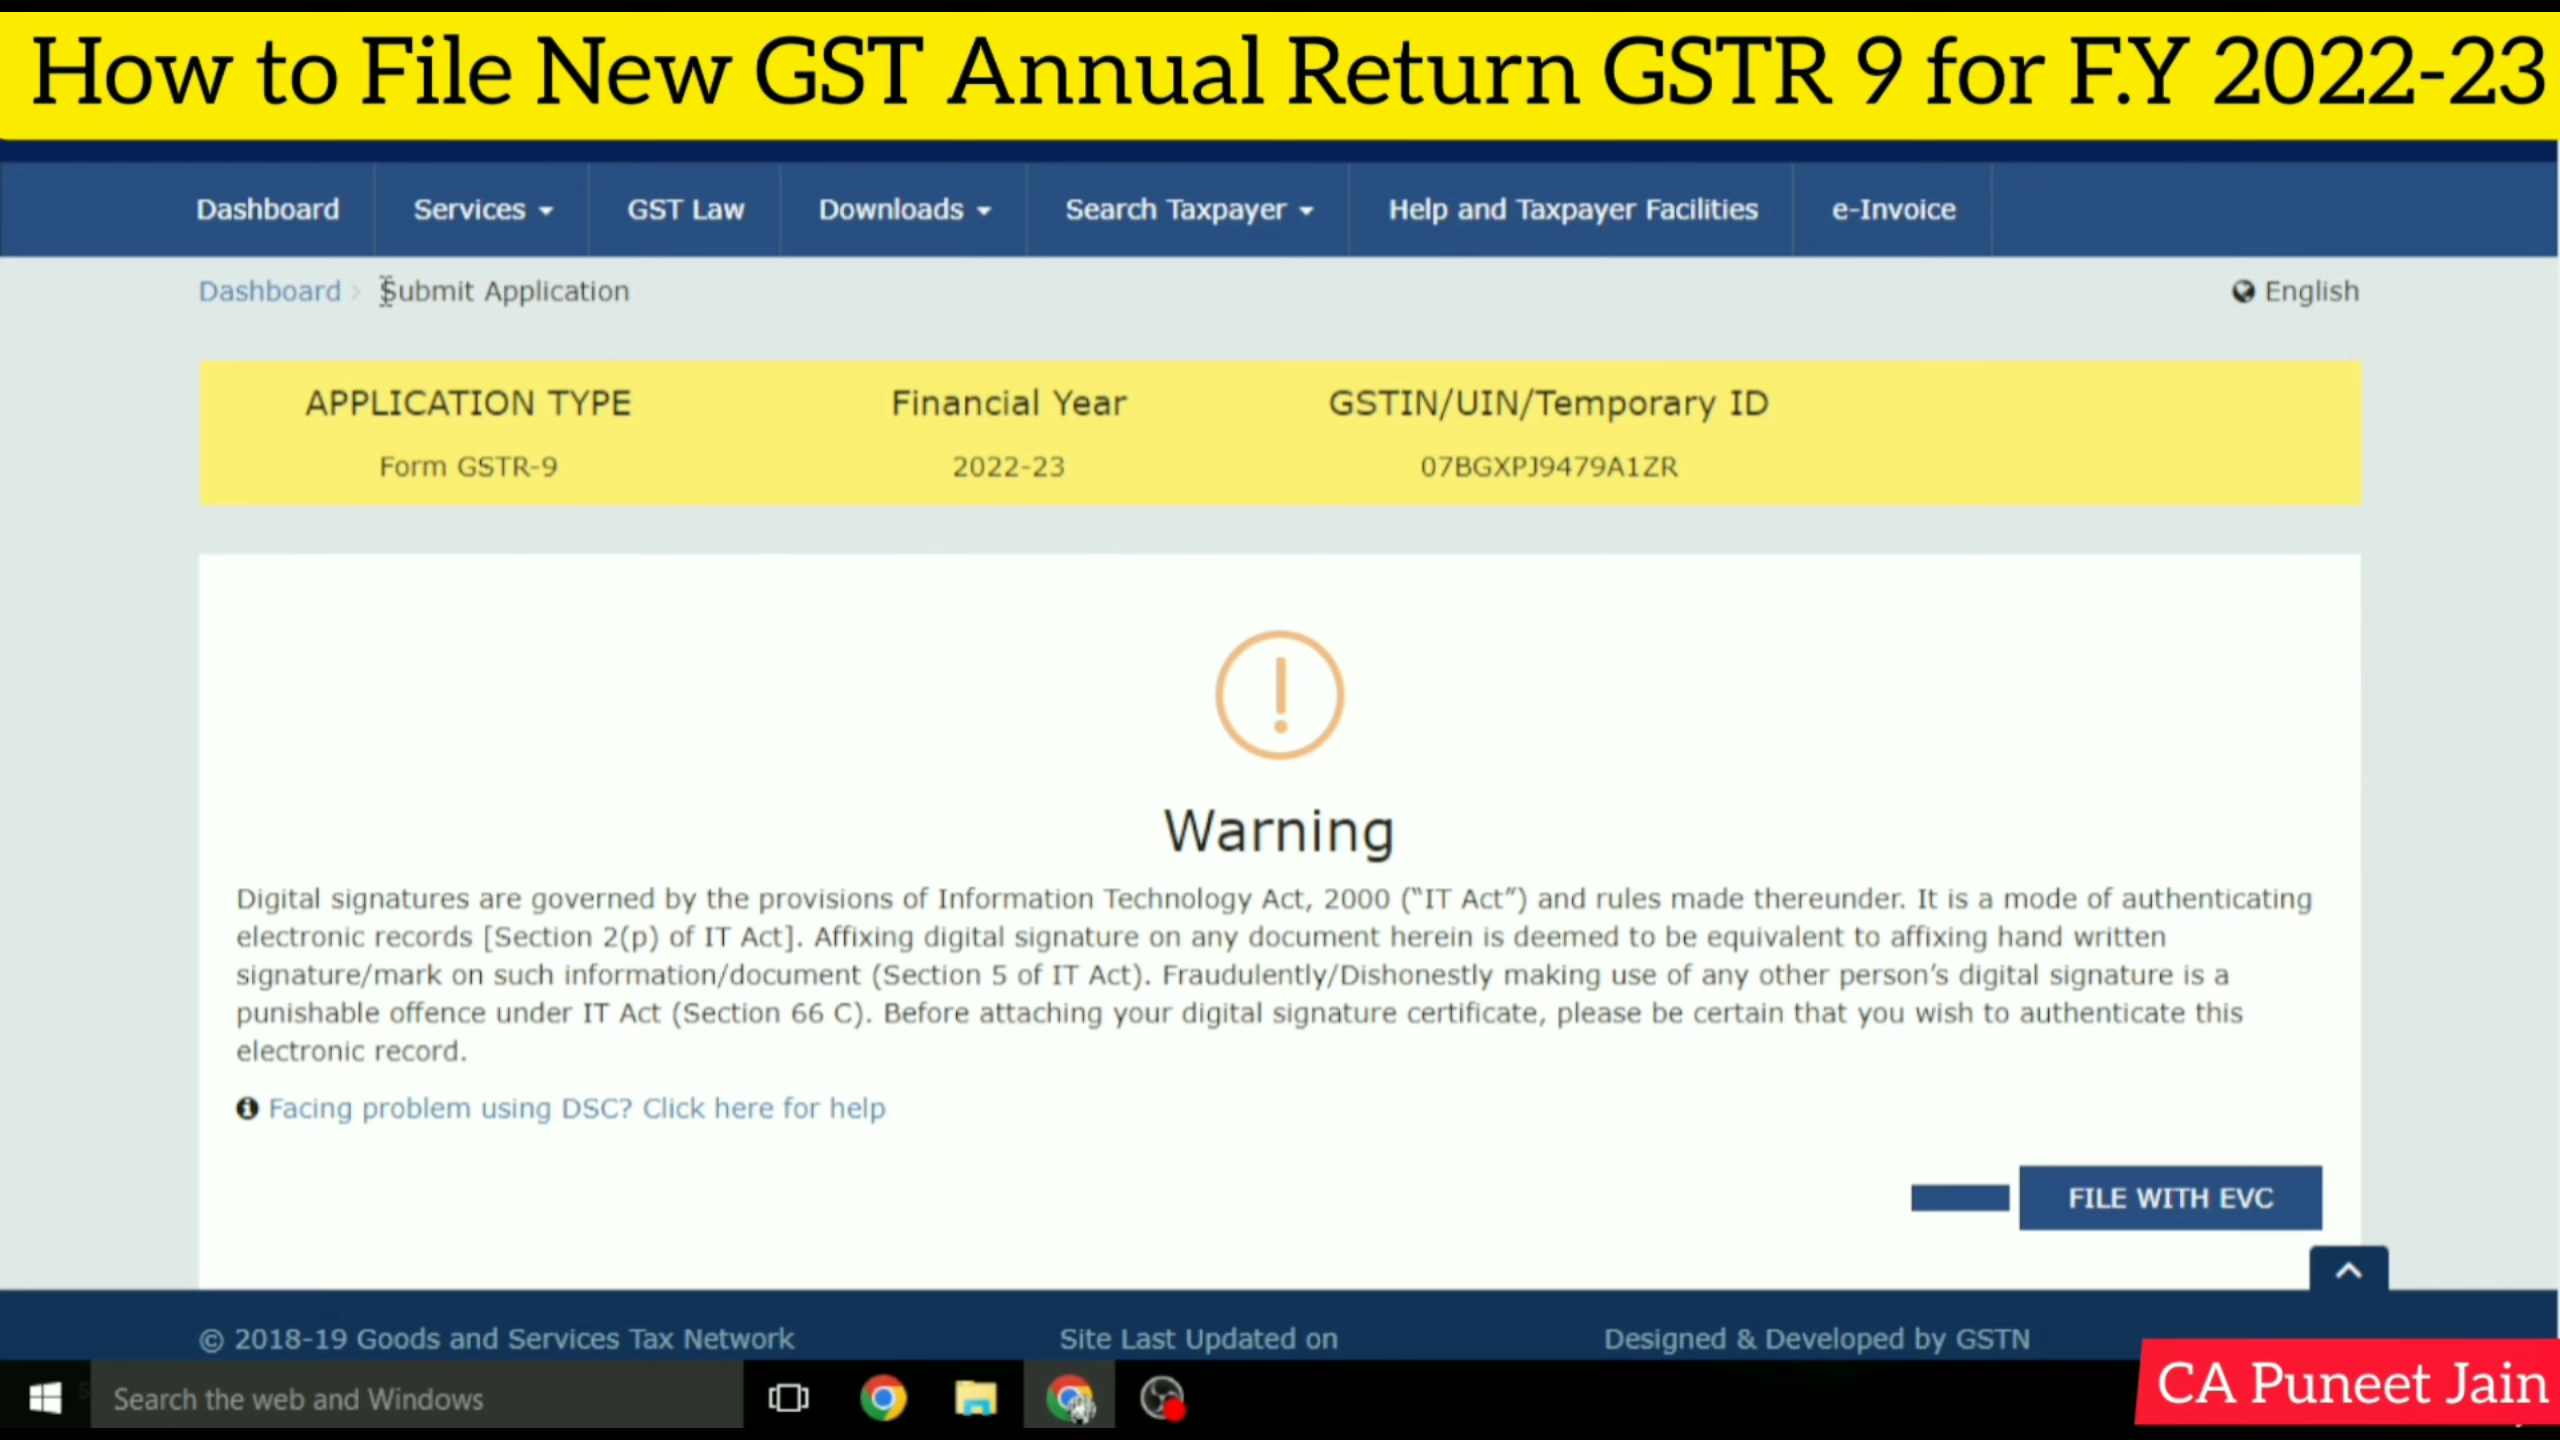 How to File New GST Annual Return GSTR 9 for F.Y 2022-23
Dashboard Services GST Law Downloads Search Taxpayer Help and Taxpayer Facilities e-Invoice
Dashboard Submit Application English
APPLICATION TYPE Financial Year GSTIN/UIN/Temporary ID
Form GSTR-9 2022-23 07BGXPJ9479A1ZR
Warning
Digital signatures are governed by the provisions of Information Technology Act, 2000 (“IT Act”) and rules made thereunder. It is a mode of authenticating
electronic records [Section 2(p) of IT Act]. Affixing digital signature on any document herein is deemed to be equivalent to affixing hand written
signature/mark on such information/document (Section 5 of IT Act). Fraudulently/Dishonestly making use of any other person’s digital signature is a
punishable offence under IT Act (Section 66 C). Before attaching your digital signature certificate, please be certain that you wish to authenticate this
electronic record.
Facing problem using DSC? Click here for help
FILE WITH EVC
© 2018-19 Goods and Services Tax Network Site Last Updated on Designed & Developed by GSTN
Search the web and Windows
CA Puneet Jain